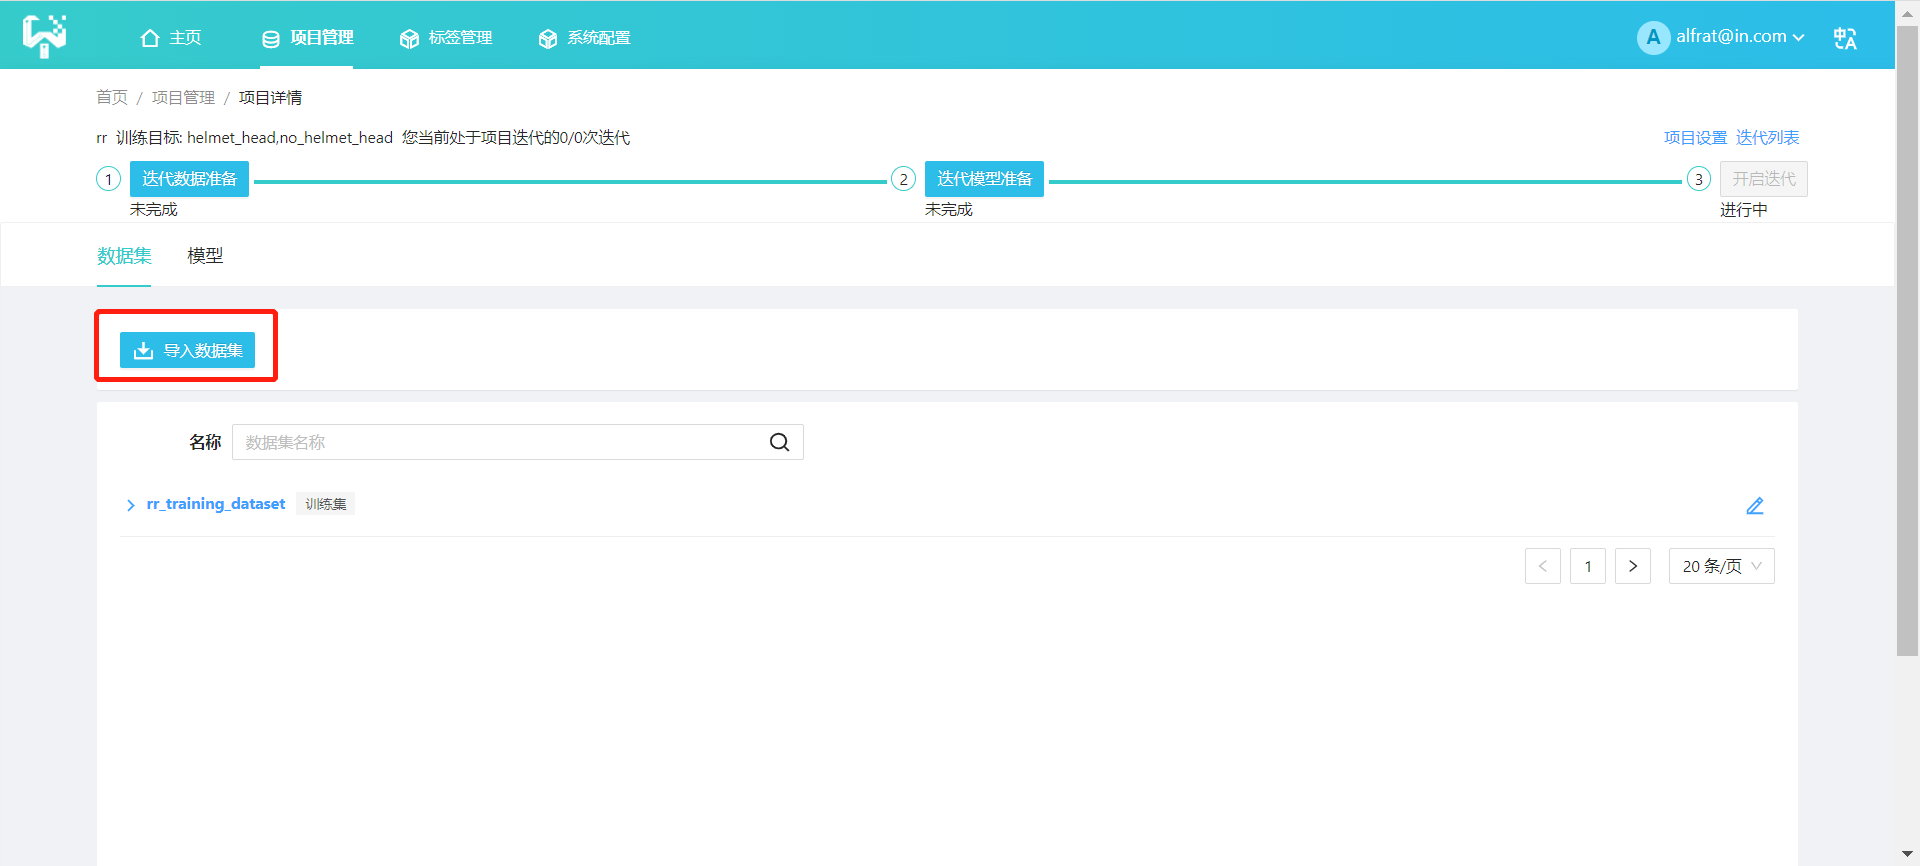 主页 项目管理 标签管理 系统配置 A alfrat@in.com 中A
首页 / 项目管理 / 项目详情
rr 训练目标: helmet_head,no_helmet_head 您当前处于项目迭代的0/0次迭代 项目设置 迭代列表
1 迭代数据准备 2 迭代模型准备 3 开启迭代
未完成 未完成 进行中
数据集 模型
导入数据集
名称 数据集名称
rr_training_dataset 训练集
< 1 > 20 条/页